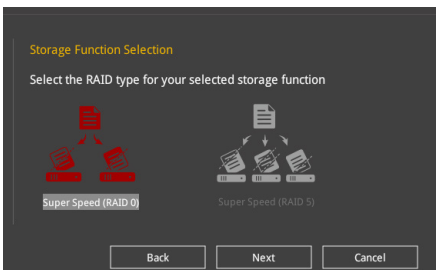 Storage Function Selection
Select the RAID type for your selected storage function
Super Speed (RAID 0)
Super Speed (RAID 5)
Back
Next
Cancel